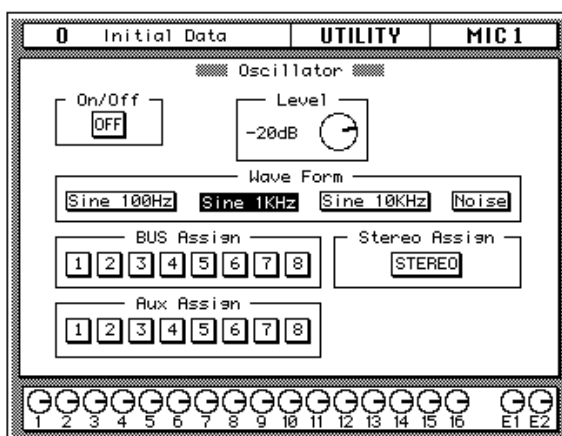 0 Initial Data UTILITY MIC 1
Oscillator
On/Off Level
OFF -20dB
Wave Form
Sine 100Hz Sine 1KHz Sine 10KHz Noise
BUS Assign Stereo Assign
1 2 3 4 5 6 7 8 STEREO
Aux Assign
1 2 3 4 5 6 7 8
1 2 3 4 5 6 7 8 9 10 11 12 13 14 15 16 E1 E2